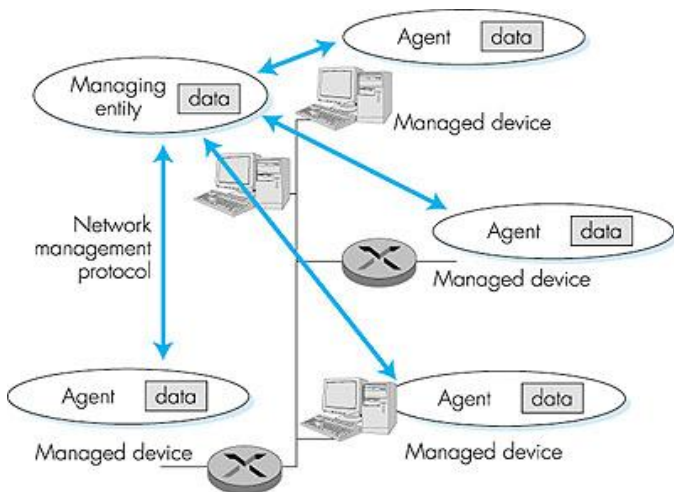 Agent data
Managing
entity data
Managed device
Network
management
protocol
Agent data
Managed device
Agent data
Managed device
Agent data
Managed device